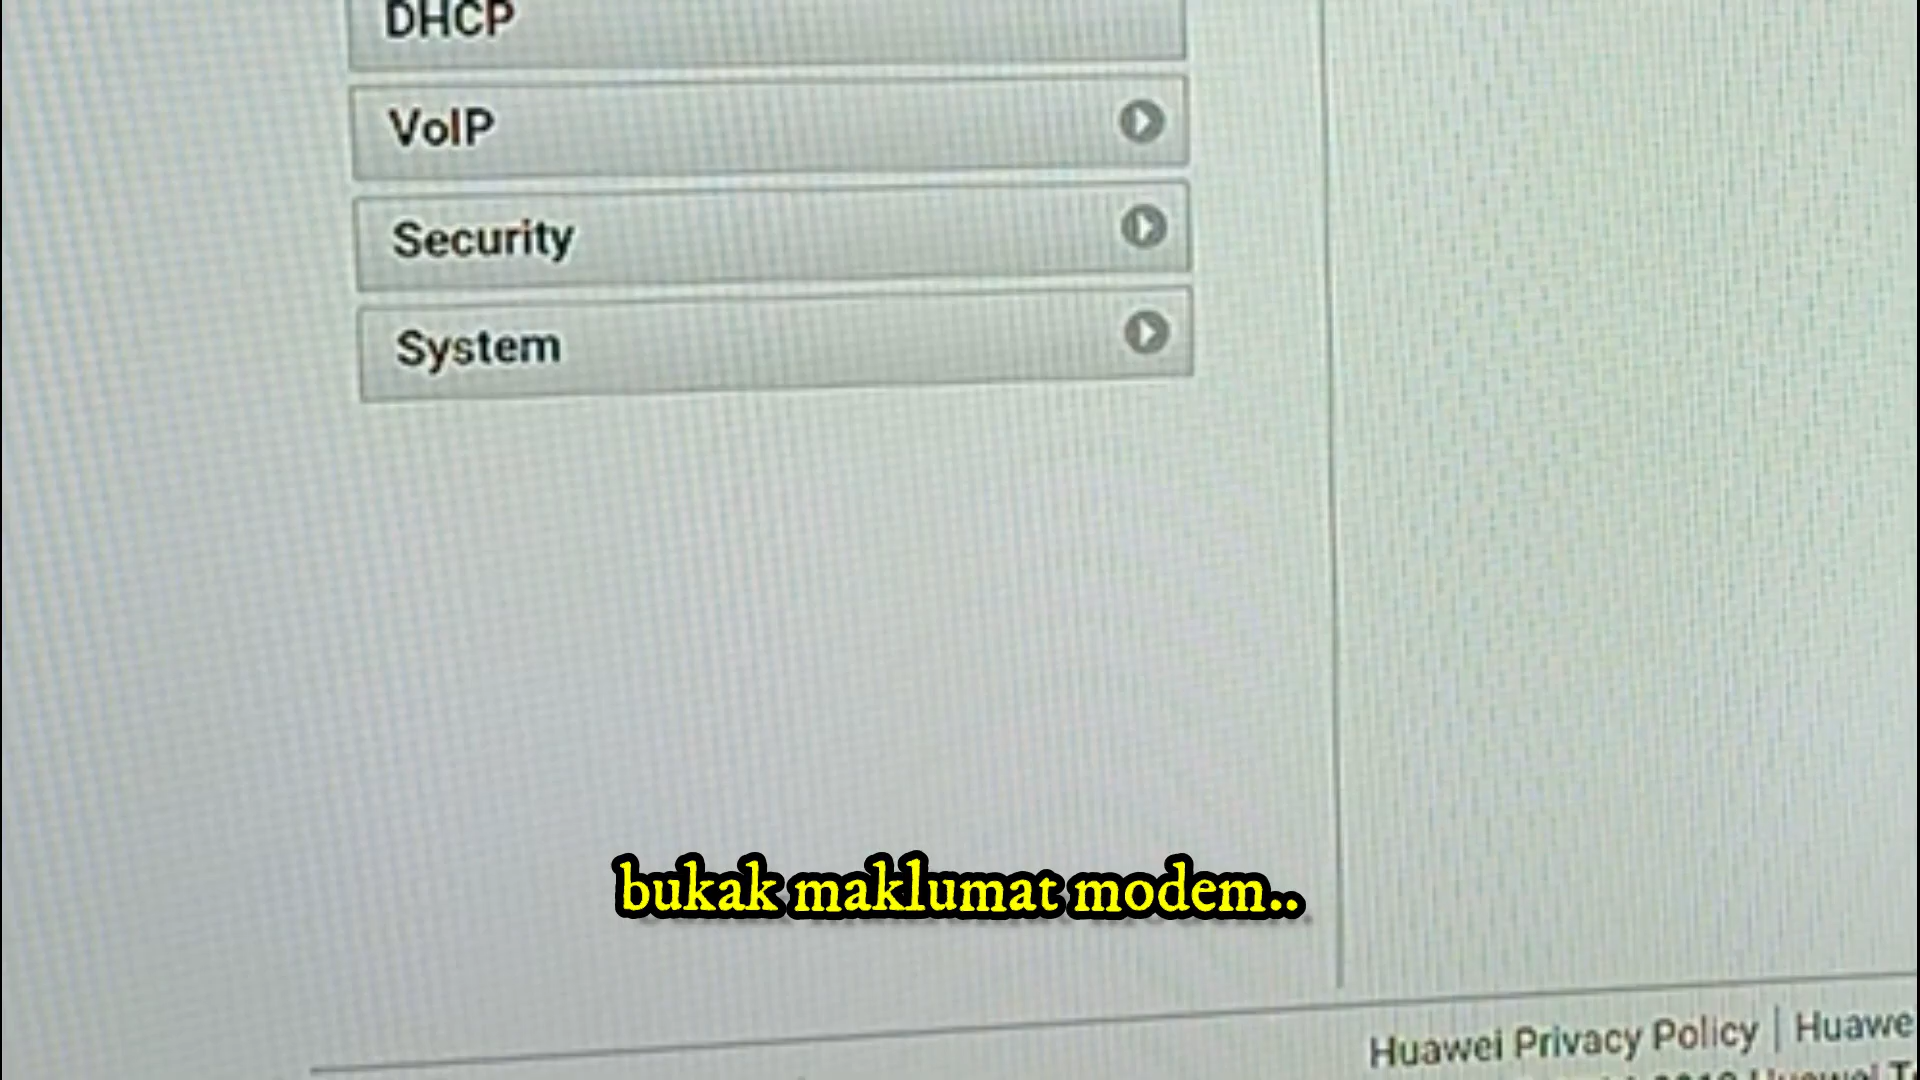 DHCP
VoIP
Security
System
bukak maklumat modem..
Huawei Privacy Policy | Huawe